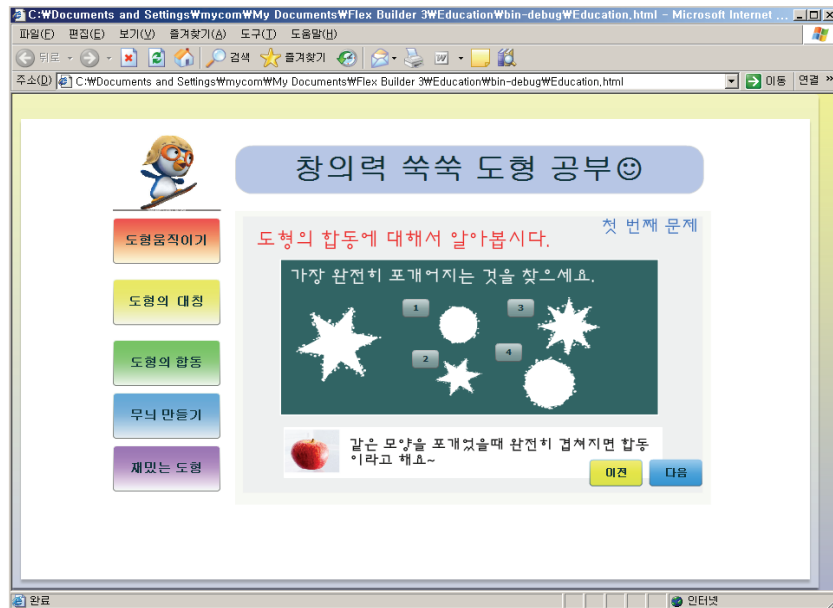 C:\Documents and Settings\mycom\My Documents\Flex Builder 3\Education\bin-debug\Education.html - Microsoft Internet ...
파일(F) 편집(E) 보기(V) 즐겨찾기(A) 도구(T) 도움말(H)
뒤로 검색 즐겨찾기
주소(D) C:\Documents and Settings\mycom\My Documents\Flex Builder 3\Education\bin-debug\Education.html 이동 연결 »
창의력 쑥쑥 도형 공부☺
도형움직이기
도형의 대칭
도형의 합동
무늬 만들기
재밌는 도형
첫 번째 문제
도형의 합동에 대해서 알아봅시다.
가장 완전히 포개어지는 것을 찾으세요.
1
3
2
4
같은 모양을 포개었을때 완전히 겹쳐지면 합동
이라고 해요~
이전 다음
완료 인터넷